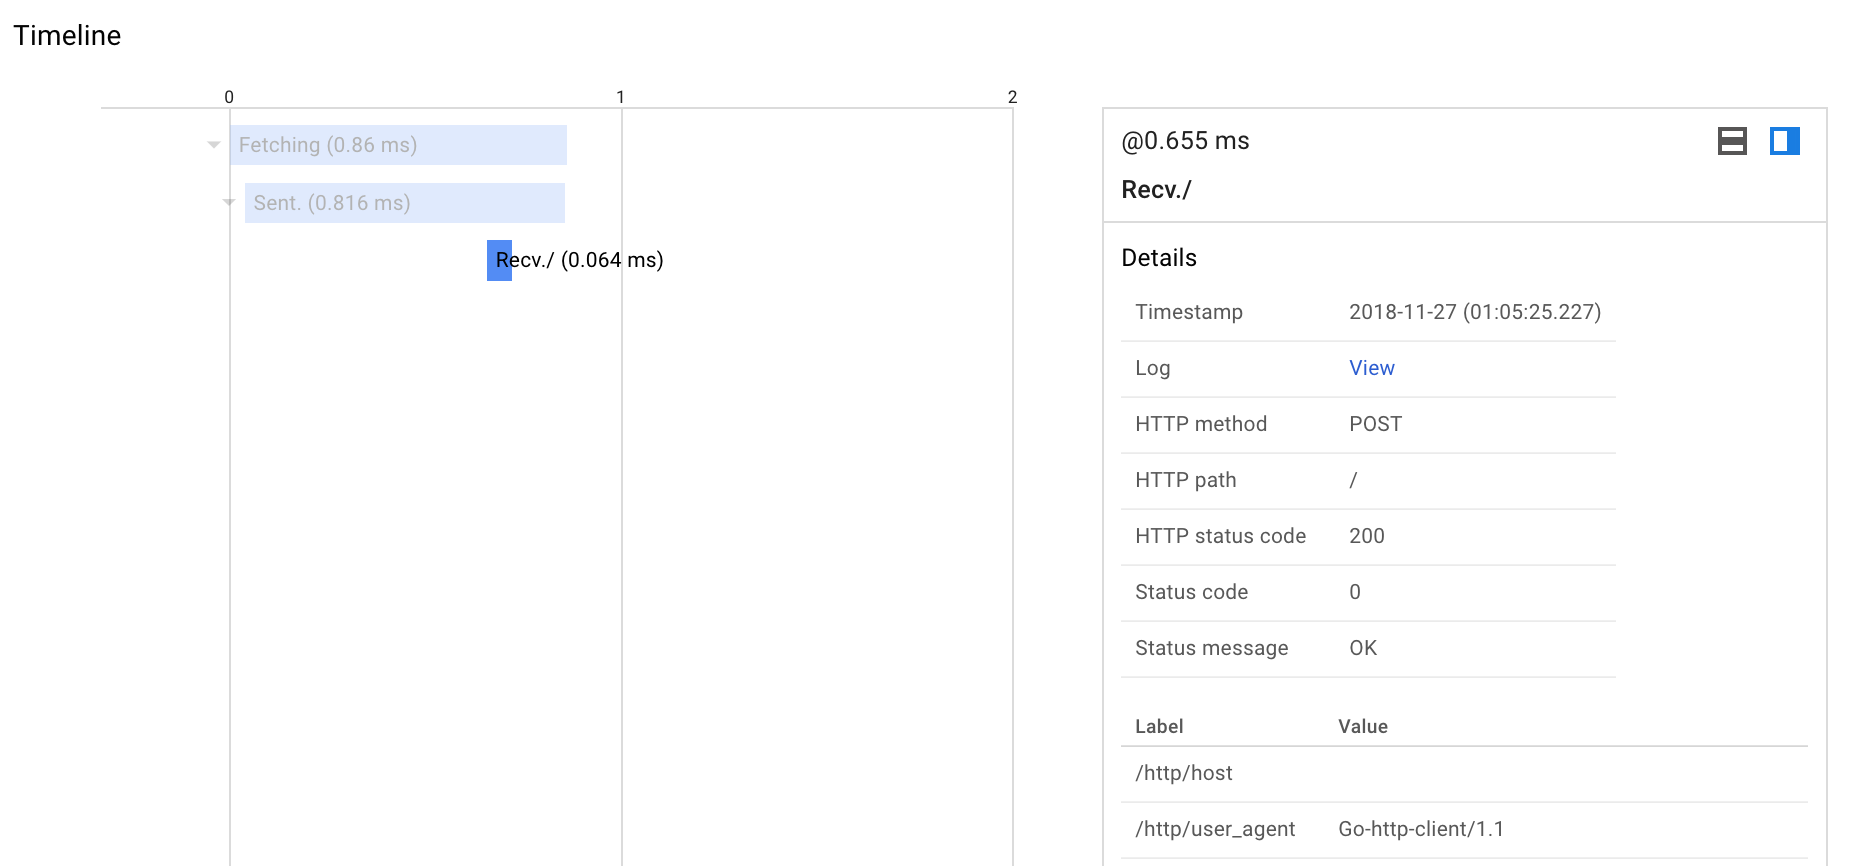 Timeline
0 1 2
Fetching (0.86 ms)
Sent. (0.816 ms)
Recv./ (0.064 ms)
@0.655 ms
Recv./
Details
Timestamp 2018-11-27 (01:05:25.227)
Log View
HTTP method POST
HTTP path /
HTTP status code 200
Status code 0
Status message OK
Label Value
/http/host
/http/user_agent Go-http-client/1.1